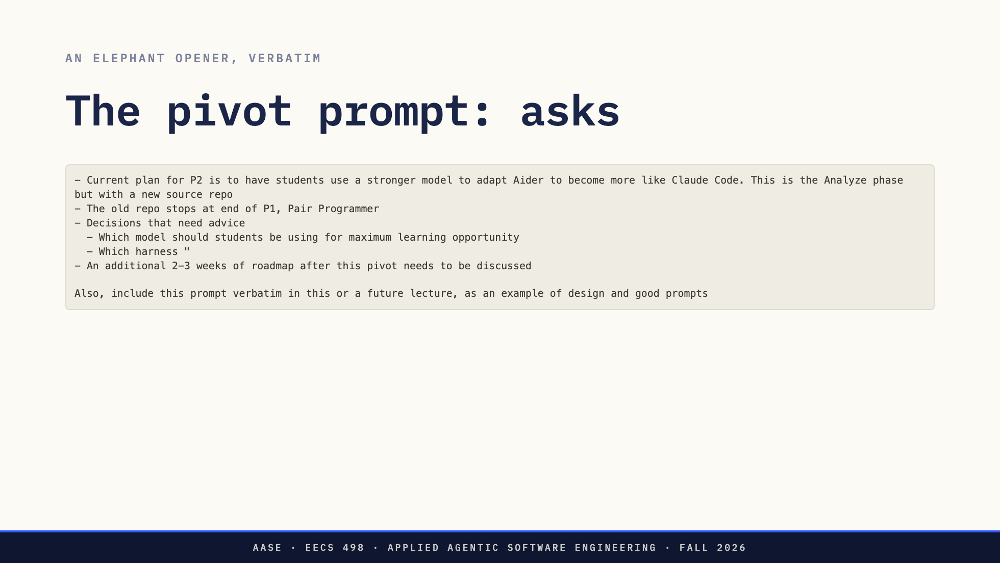 AN ELEPHANT OPENER, VERBATIM
The pivot prompt: asks
- Current plan for P2 is to have students use a stronger model to adapt Aider to become more like Claude Code. This is the Analyze phase
but with a new source repo
- The old repo stops at end of P1, Pair Programmer
- Decisions that need advice
  - Which model should students be using for maximum learning opportunity
  - Which harness "
- An additional 2-3 weeks of roadmap after this pivot needs to be discussed

Also, include this prompt verbatim in this or a future lecture, as an example of design and good prompts
AASE · EECS 498 · APPLIED AGENTIC SOFTWARE ENGINEERING · FALL 2026